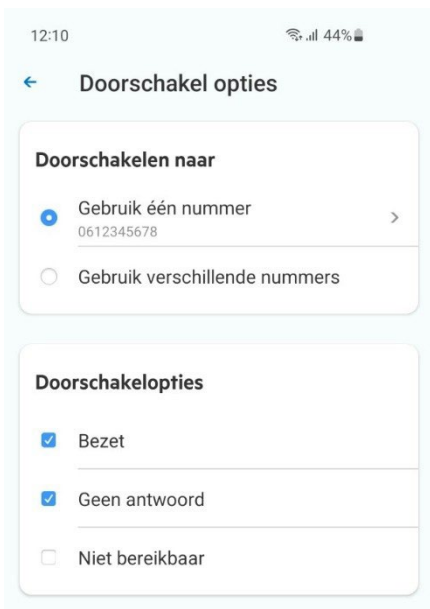 12:10 44%
Doorschakel opties
Doorschakelen naar
Gebruik één nummer
0612345678
Gebruik verschillende nummers
Doorschakelopties
Bezet
Geen antwoord
Niet bereikbaar